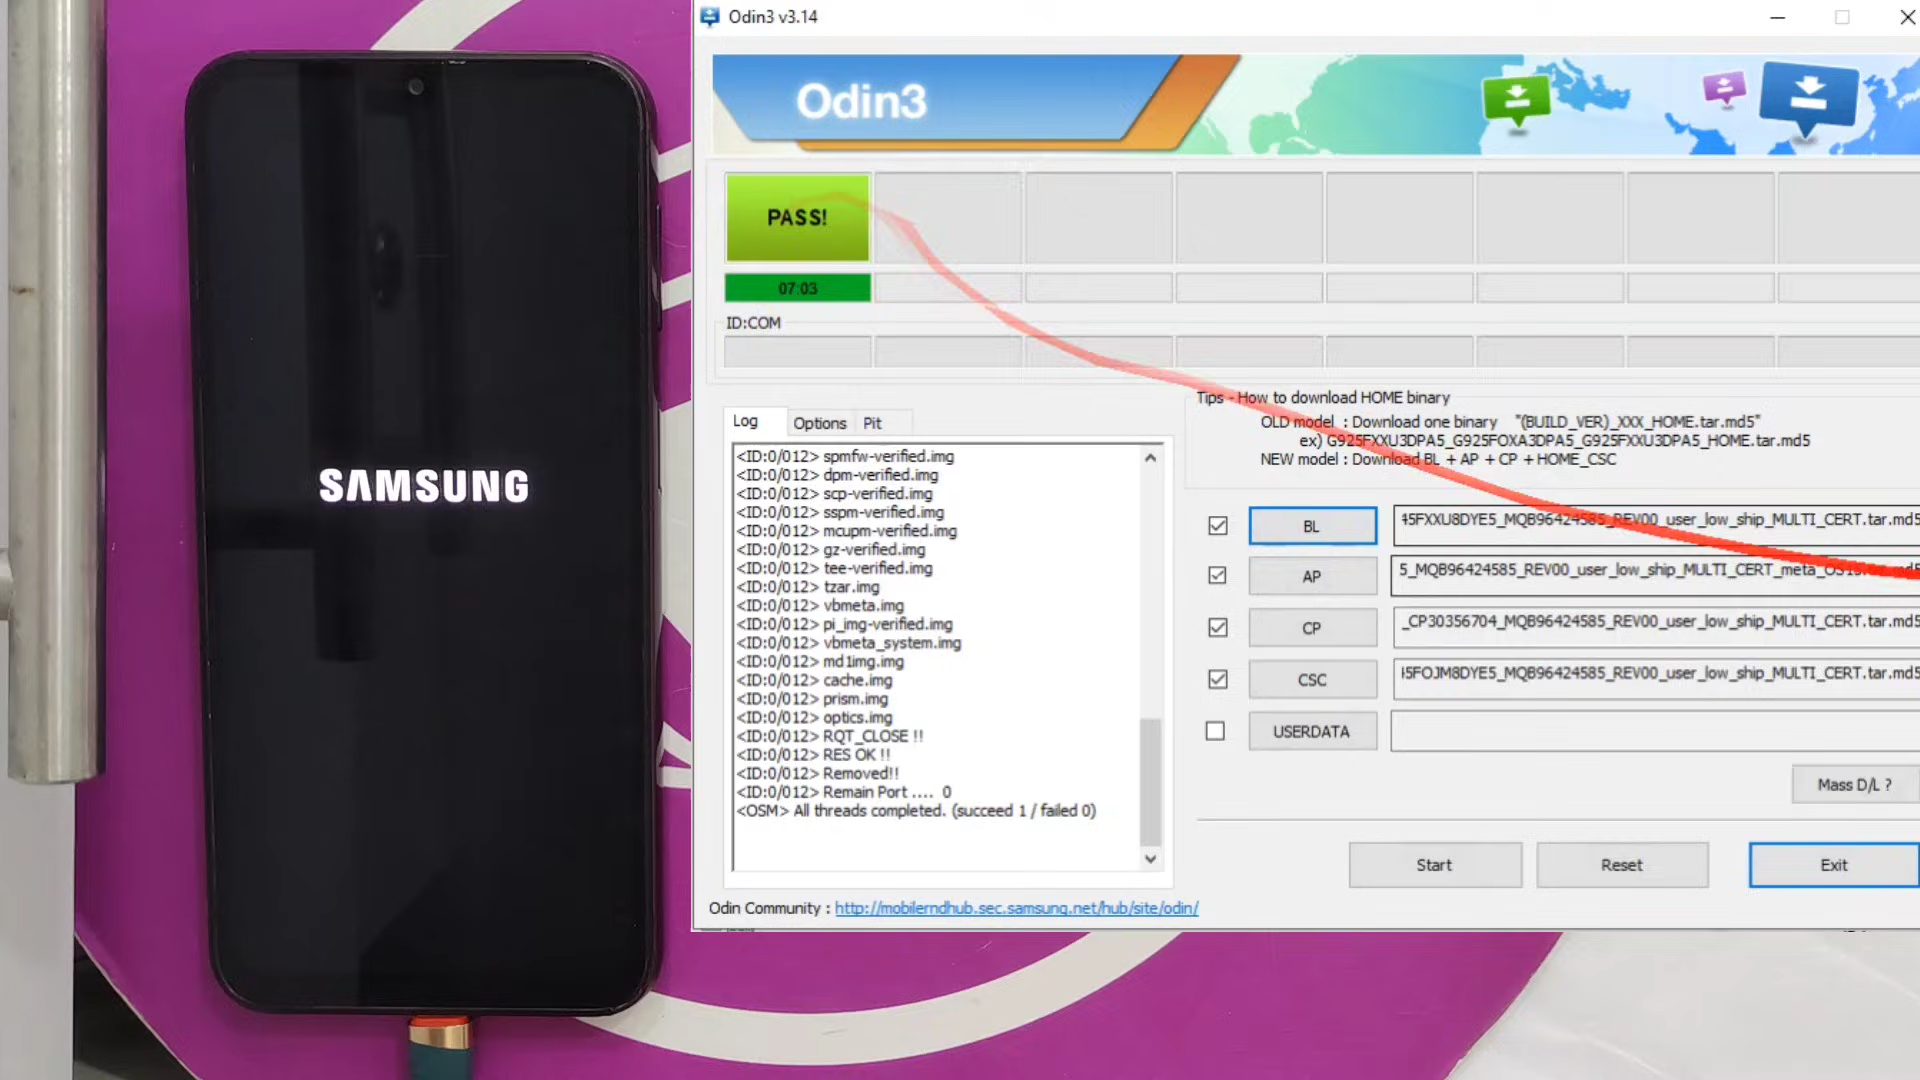 Odin3 v3.14
Odin3
PASS!
07:03
ID:COM
SAMSUNG
Log
Options
Pit
<ID:0/012> spmfw-verified.img
<ID:0/012> dpm-verified.img
<ID:0/012> scp-verified.img
<ID:0/012> sspm-verified.img
<ID:0/012> mcupm-verified.img
<ID:0/012> gz-verified.img
<ID:0/012> tee-verified.img
<ID:0/012> tzar.img
<ID:0/012> vbmeta.img
<ID:0/012> pi_img-verified.img
<ID:0/012> vbmeta_system.img
<ID:0/012> md1img.img
<ID:0/012> cache.img
<ID:0/012> prism.img
<ID:0/012> optics.img
<ID:0/012> RQT_CLOSE !!
<ID:0/012> RES OK !!
<ID:0/012> Removed!!
<ID:0/012> Remain Port .... 0
<OSM> All threads completed. (succeed 1 / failed 0)
Tips - How to download HOME binary
OLD model : Download one binary "(BUILD_VER)_XXX_HOME.tar.md5"
ex) G925FXXU3DPA5_G925FOXA3DPA5_G925FXXU3DPA5_HOME.tar.md5
NEW model : Download BL + AP + CP + HOME_CSC
BL
45FXXU8DYE5_MQB96424585_REV00_user_low_ship_MULTI_CERT.tar.md5
AP
5_MQB96424585_REV00_user_low_ship_MULTI_CERT_meta_
CP
_CP30356704_MQB96424585_REV00_user_low_ship_MULTI_CERT.tar.md5
CSC
45FOJM8DYE5_MQB96424585_REV00_user_low_ship_MULTI_CERT.tar.md5
USERDATA
Mass D/L ?
Start
Reset
Exit
Odin Community : http://mobilerndhub.sec.samsung.net/hub/site/odin/